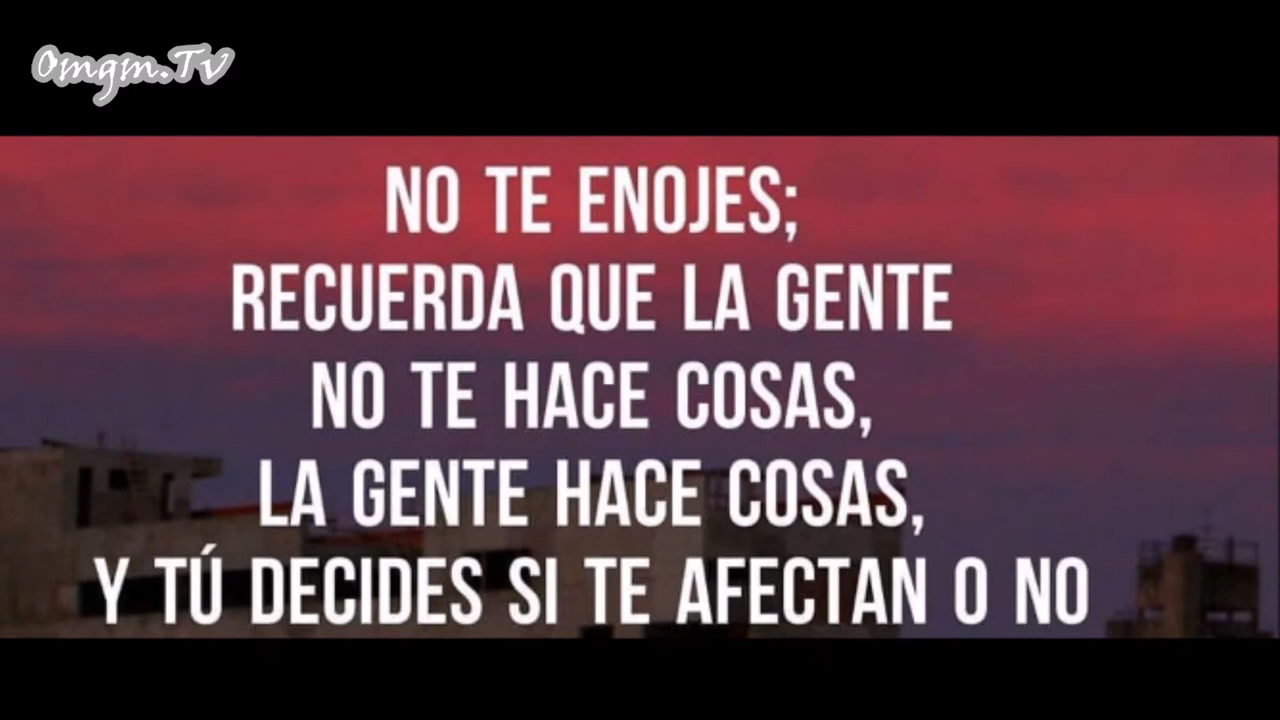 Omgm.Tv
NO TE ENOJES;
RECUERDA QUE LA GENTE
NO TE HACE COSAS,
LA GENTE HACE COSAS,
Y TÚ DECIDES SI TE AFECTAN O NO